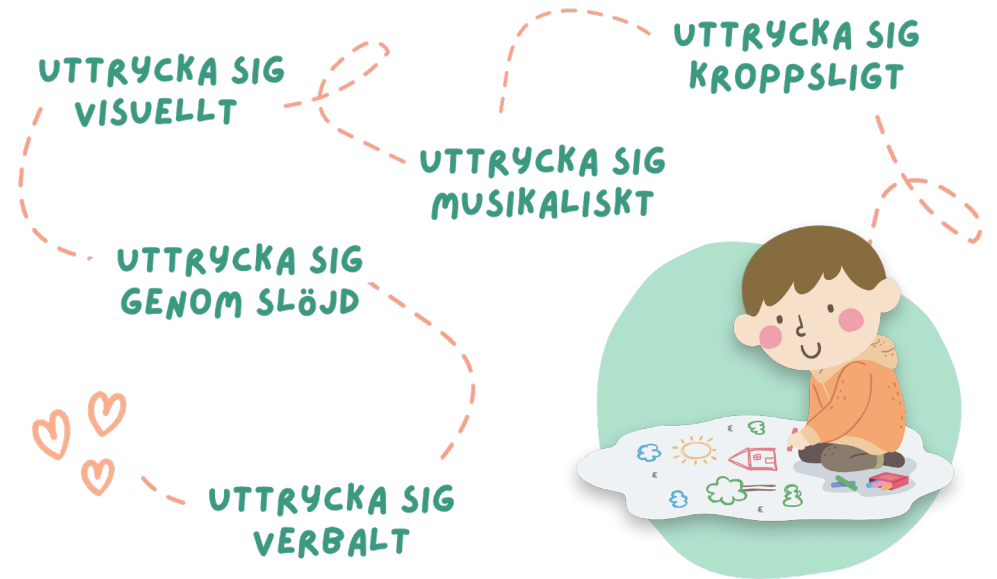 UTTRYCKA SIG
KROPPSLIGT
UTTRYCKA SIG
VISUELLT
UTTRYCKA SIG
MUSIKALISKT
UTTRYCKA SIG
GENOM SLÖJD
UTTRYCKA SIG
VERBALT